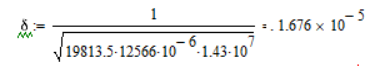 δ := 1 / √(19813.5·12566·10⁻⁶·1.43·10⁷) = . 1.676 × 10⁻⁵